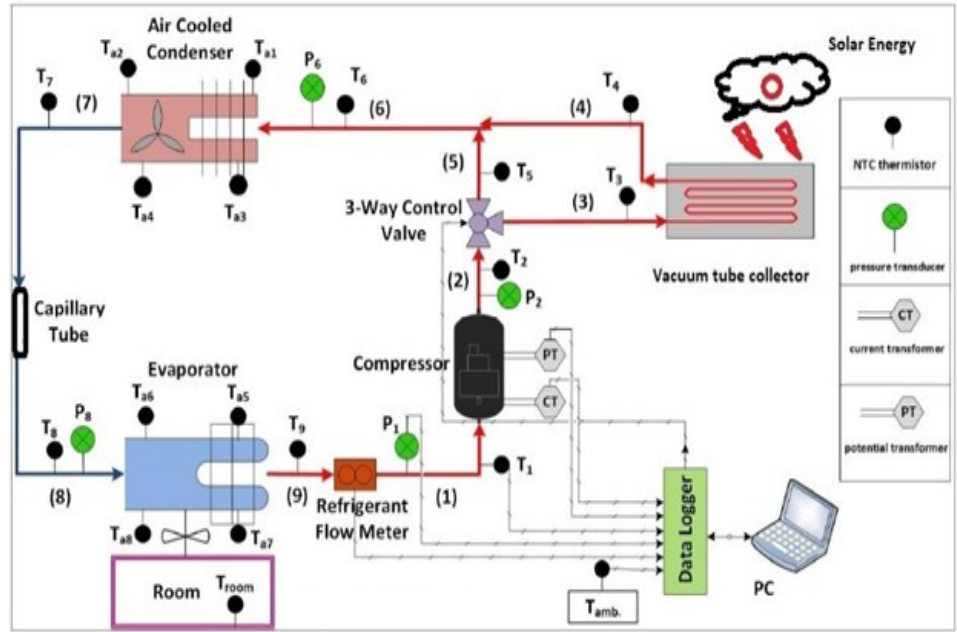 Air Cooled
Condenser
Ta2
Ta1
T7
(7)
P6
T6
(6)
(4)
T4
Solar Energy
NTC thermistor
Ta4
Ta3
(5)
T5
3-Way Control
Valve
(3)
T3
Vacuum tube collector
pressure transducer
(2)
T2
P2
Capillary
Tube
Compressor
PT
CT
CT
current transformer
PT
potential transformer
Evaporator
Ta6
Ta5
T8
P8
(8)
T9
(9)
P1
(1)
T1
Refrigerant
Flow Meter
Ta8
Ta7
Room
Troom
Tamb.
Data Logger
PC